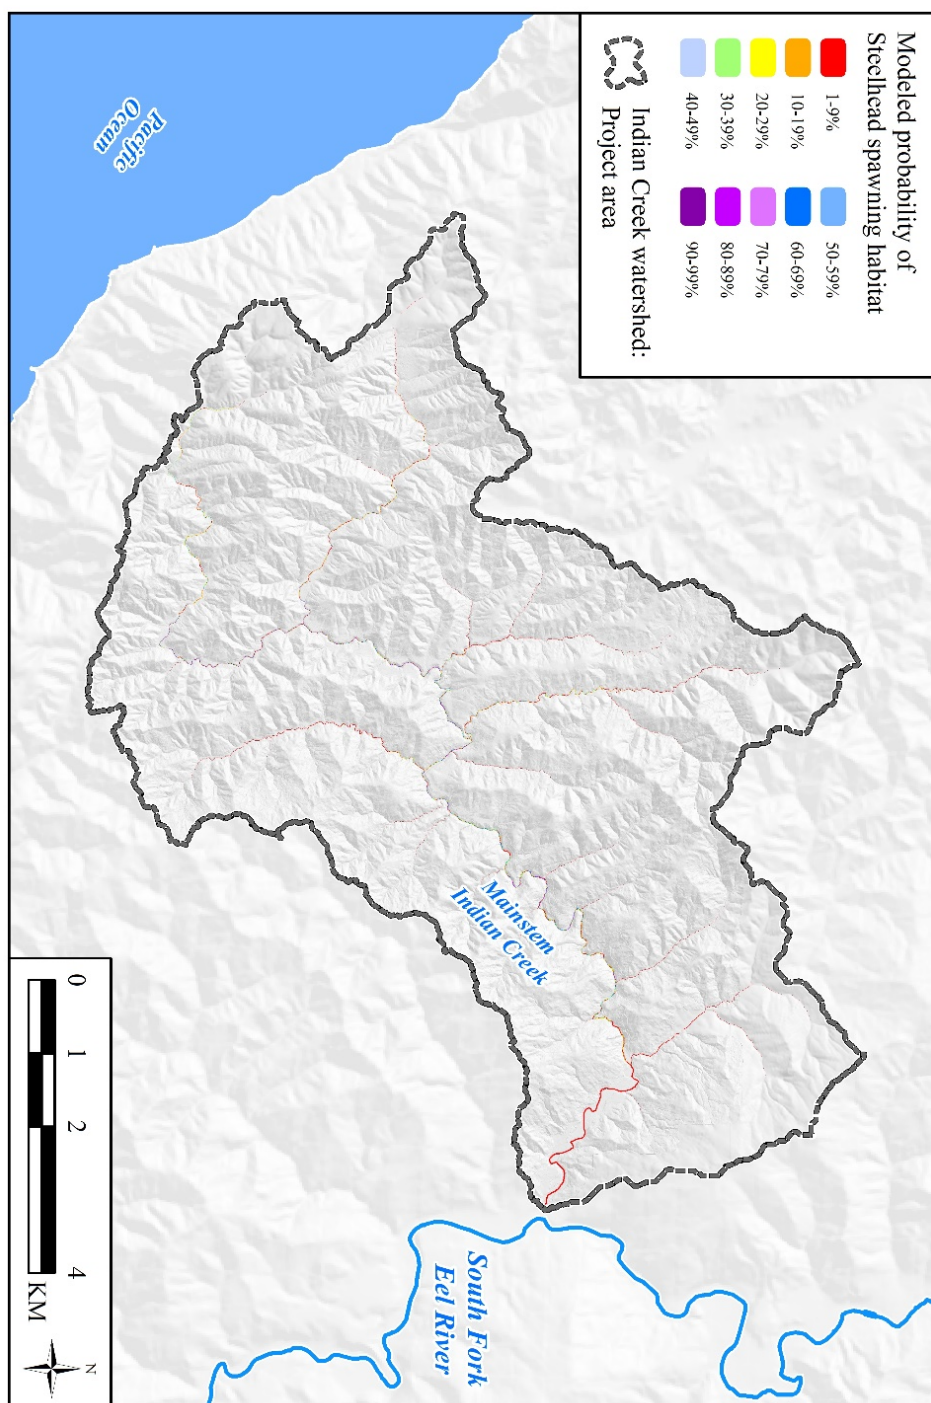 Modeled probability of
Steelhead spawning habitat
1-9%
10-19%
20-29%
30-39%
40-49%
50-59%
60-69%
70-79%
80-89%
90-99%
Indian Creek watershed:
Project area
Pacific
Ocean
Mainstem
Indian Creek
South Fork
Eel River
0
1
2
4
KM
N